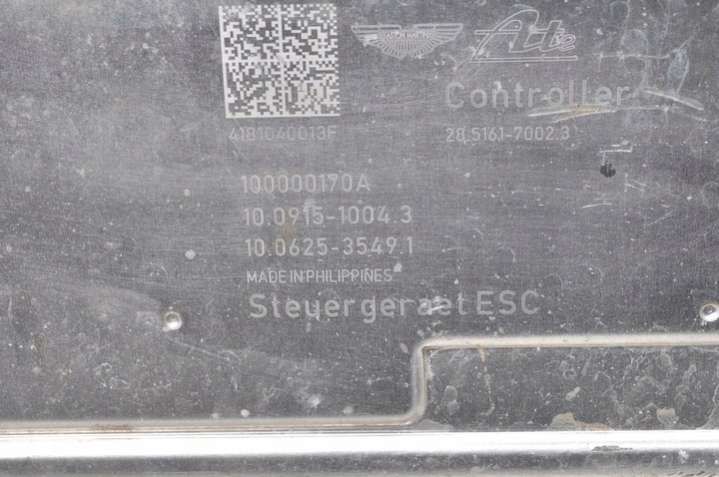 Ate
Controller
4181040013F
28.5161-7002.3
100000170A
10.0915-1004.3
10.0625-3549.1
MADE IN PHILIPPINES
Steuergeraet ESC